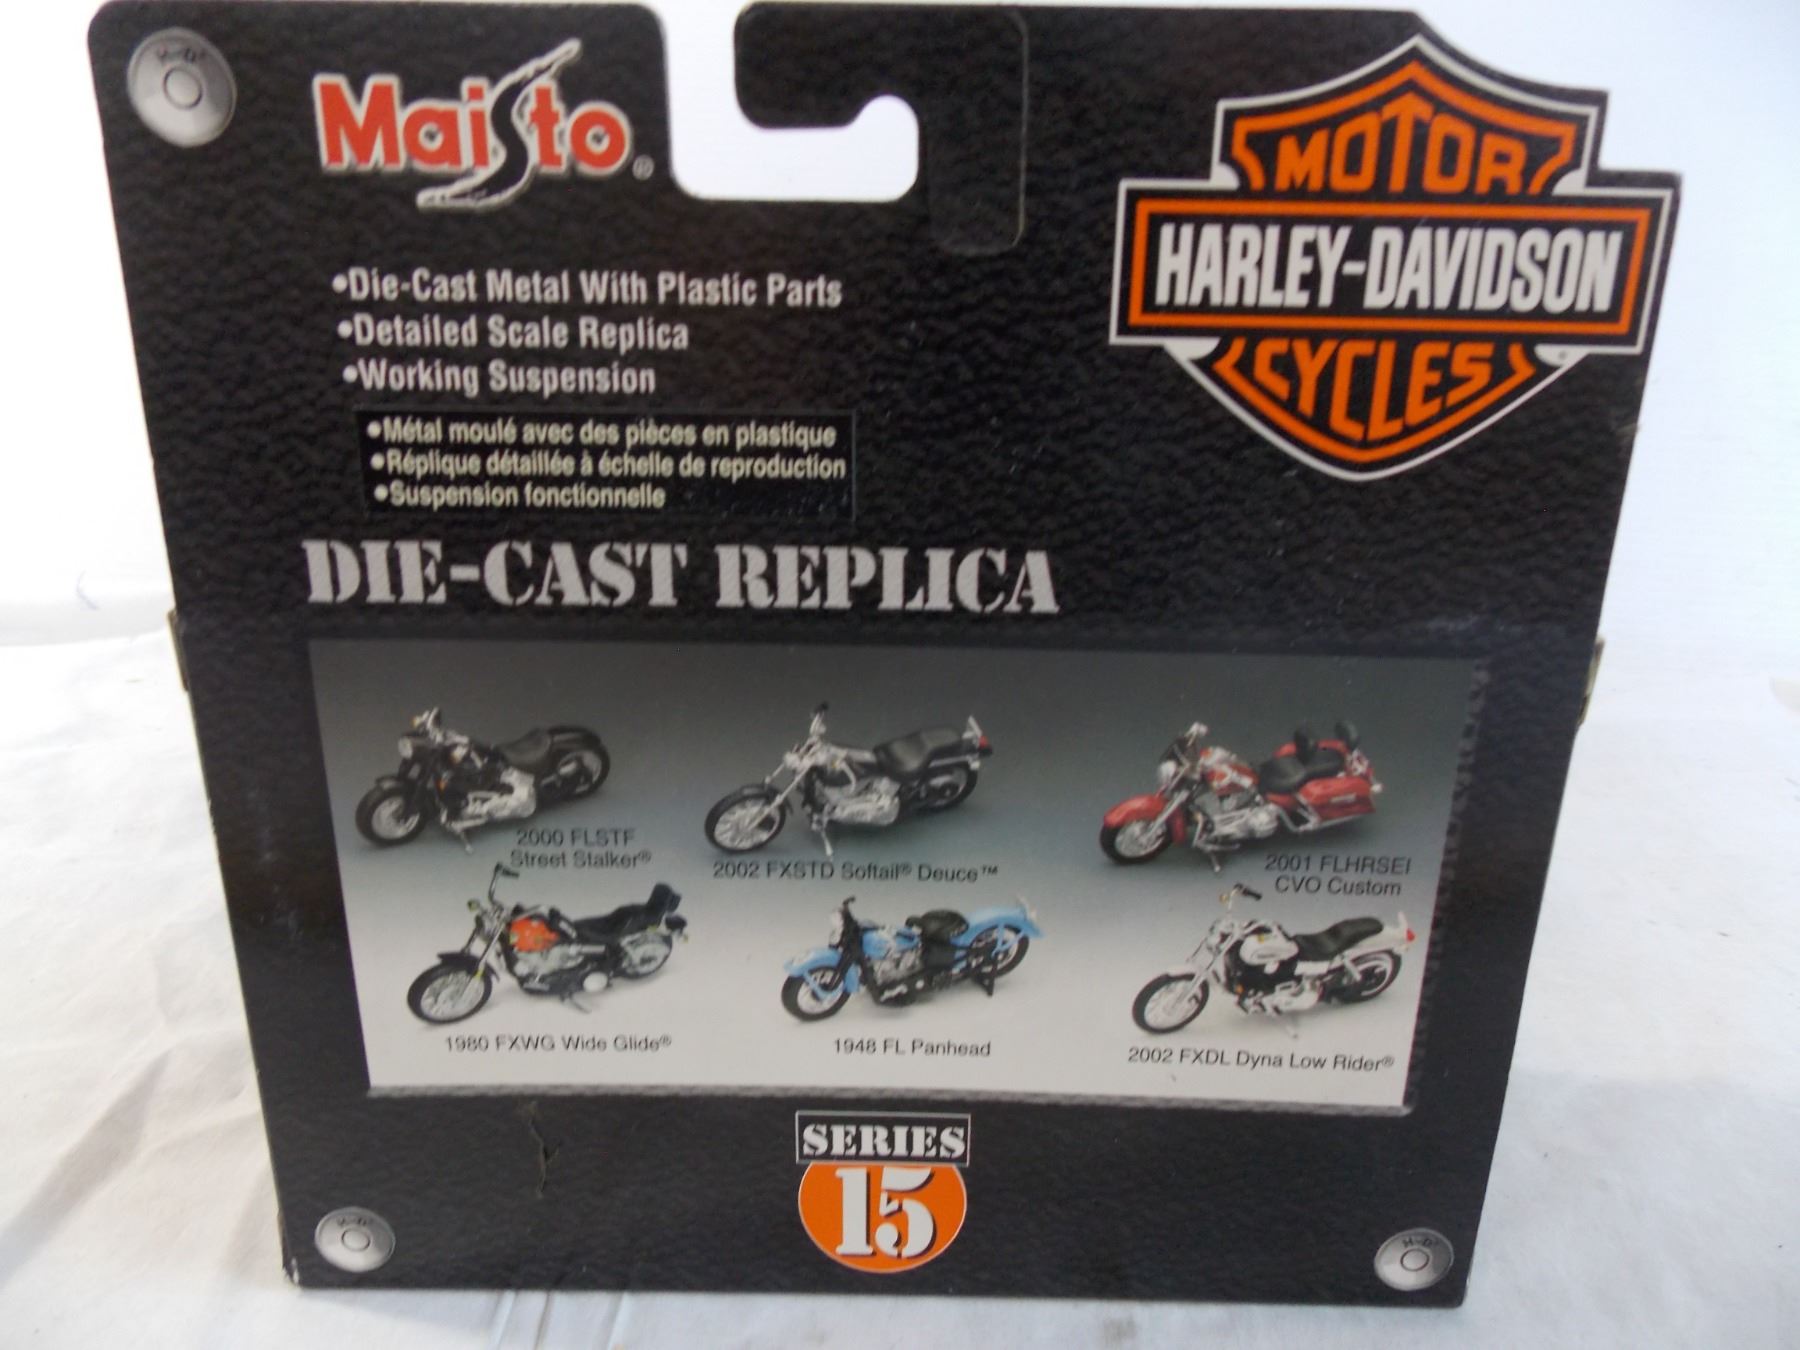 H-D
Maisto®
MOTOR
HARLEY-DAVIDSON
CYCLES
•Die-Cast Metal With Plastic Parts
•Detailed Scale Replica
•Working Suspension
•Métal moulé avec des pièces en plastique
•Réplique détaillée à échelle de reproduction
•Suspension fonctionnelle
DIE-CAST REPLICA
2000 FLSTF
Street Stalker®
2002 FXSTD Softail® Deuce™
2001 FLHRSEI
CVO Custom
1980 FXWG Wide Glide®
1948 FL Panhead
2002 FXDL Dyna Low Rider®
SERIES
15
H-D
H-D